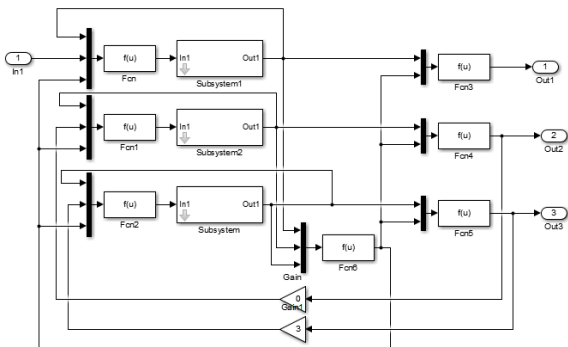 1
In1
f(u)
Fcn
In1 Out1
Subsystem1
f(u)
Fcn3
1
Out1
f(u)
Fcn1
In1 Out1
Subsystem2
f(u)
Fcn4
2
Out2
f(u)
Fcn2
In1 Out1
Subsystem
f(u)
Fcn5
3
Out3
f(u)
Fcn6
Gain
0
Gain1
3